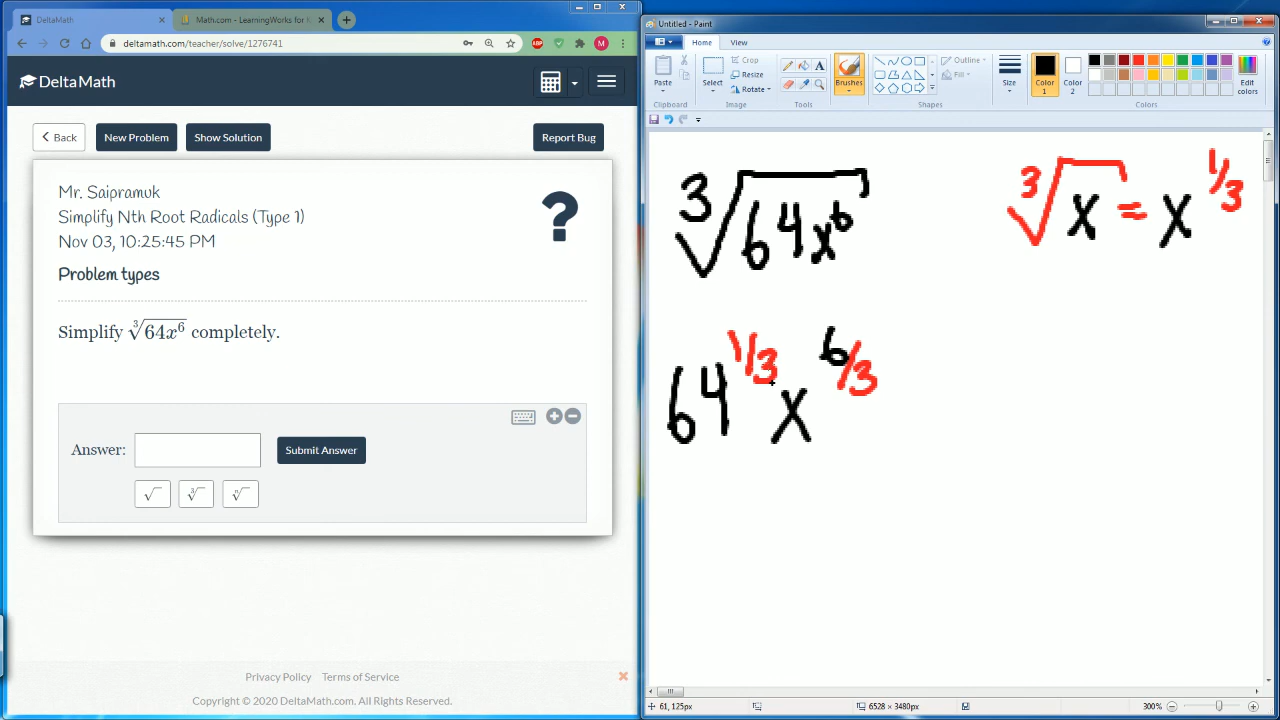 DeltaMath
Math.com - LearningWorks for K
deltamath.com/teacher/solve/1276741
ABP
M
DeltaMath
Back
New Problem
Show Solution
Report Bug
Mr. Saipramuk
Simplify Nth Root Radicals (Type 1)
Nov 03, 10:25:45 PM
?
Problem types
Simplify ∛64x⁶ completely.
Answer:
Submit Answer
√
∛
ⁿ√
Privacy Policy
Terms of Service
Copyright © 2020 DeltaMath.com. All Rights Reserved.
Untitled - Paint
Home
View
Paste
Clipboard
Select
Crop
Resize
Rotate
Image
A
Tools
Brushes
Outline
Fill
Shapes
Size
Color 1
Color 2
Edit colors
Colors
∛64x⁶
∛x = x^1/3
64^1/3 x^6/3
61, 125px
6528 × 3480px
300%